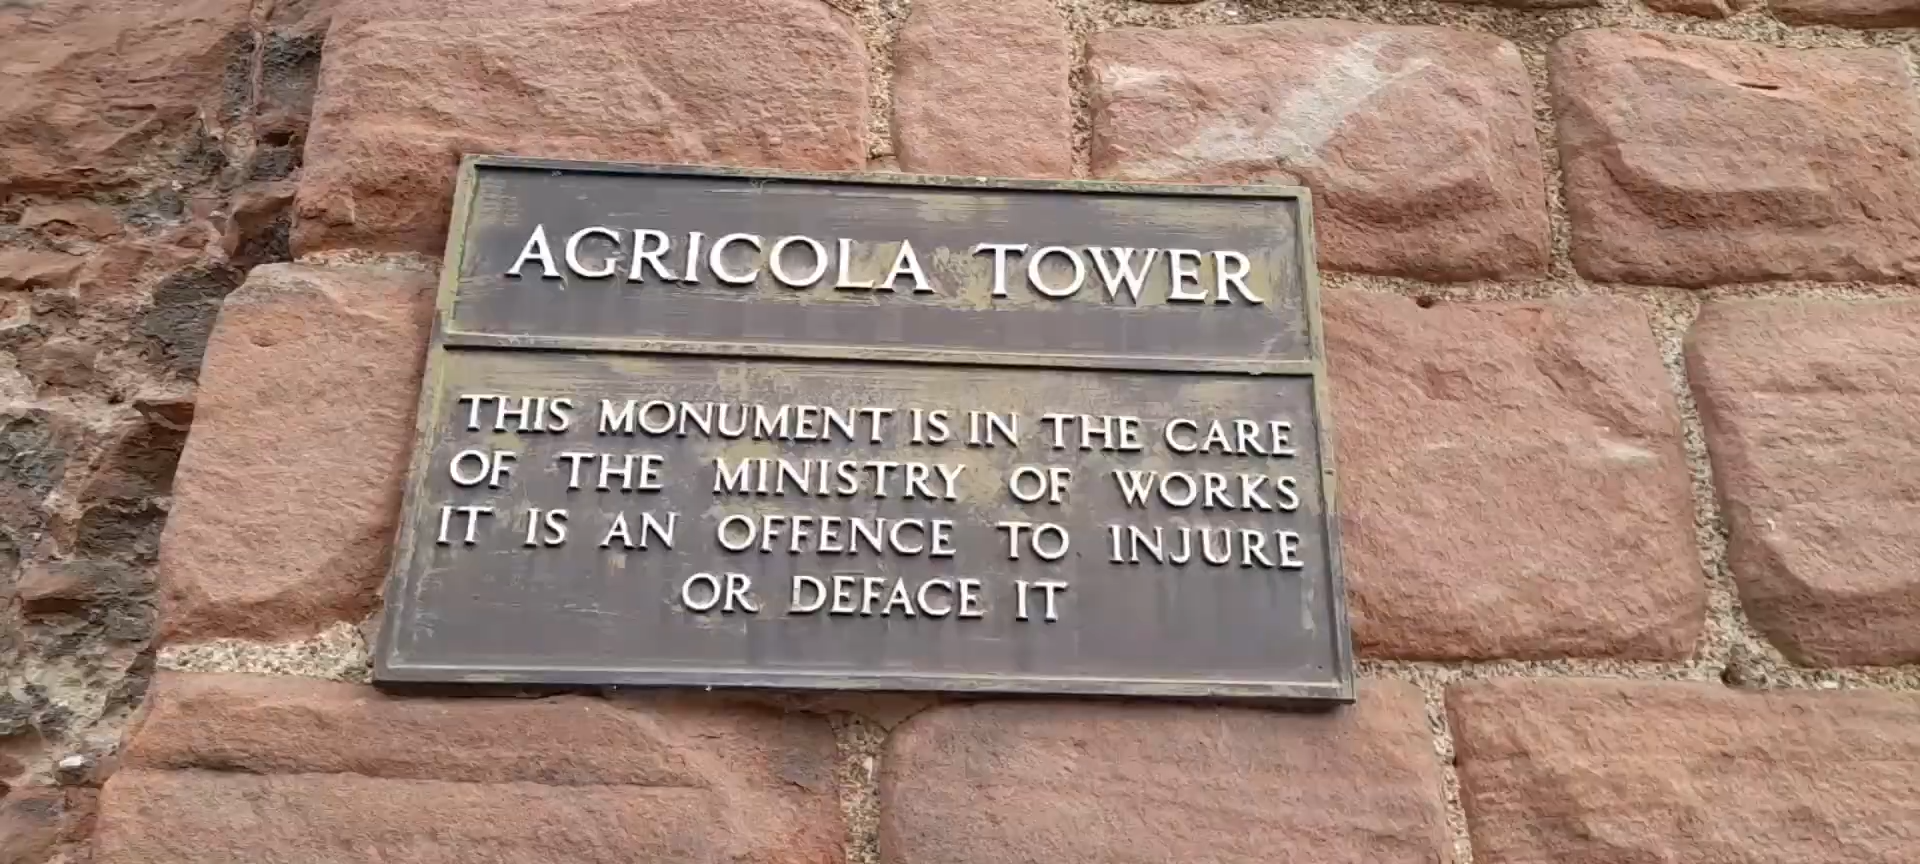 AGRICOLA TOWER
THIS MONUMENT IS IN THE CARE
OF THE MINISTRY OF WORKS
IT IS AN OFFENCE TO INJURE
OR DEFACE IT